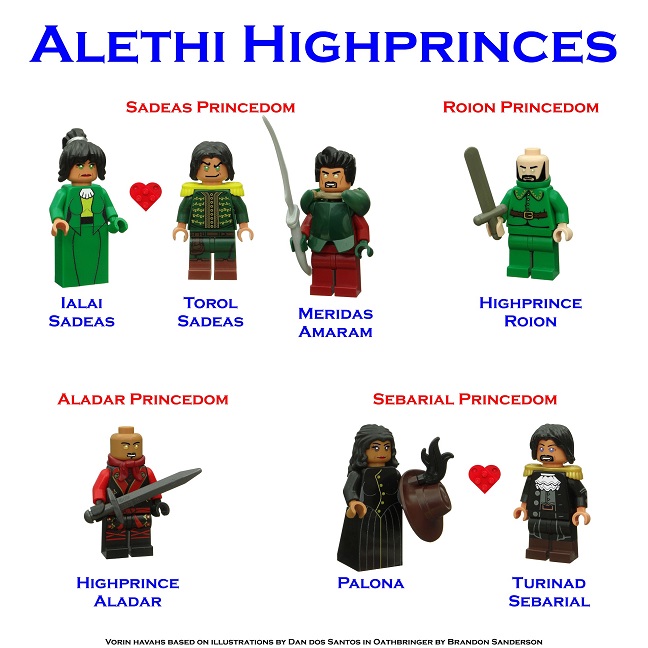 Alethi Highprinces
Sadeas Princedom
Roion Princedom
Ialai
Sadeas
Torol
Sadeas
Meridas
Amaram
Highprince
Roion
Aladar Princedom
Sebarial Princedom
Highprince
Aladar
Palona
Turinad
Sebarial
Vorin havahs based on illustrations by Dan dos Santos in Oathbringer by Brandon Sanderson